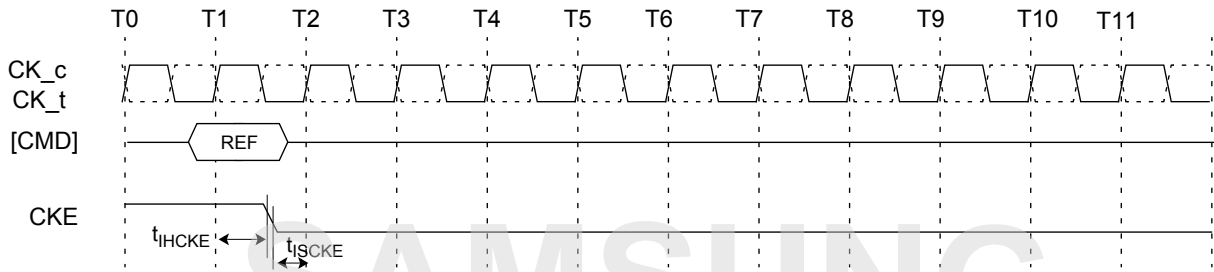 T0 T1 T2 T3 T4 T5 T6 T7 T8 T9 T10 T11
CK_c
CK_t
[CMD] REF
CKE
tIHCKE
tISCKE
SAMSUNG